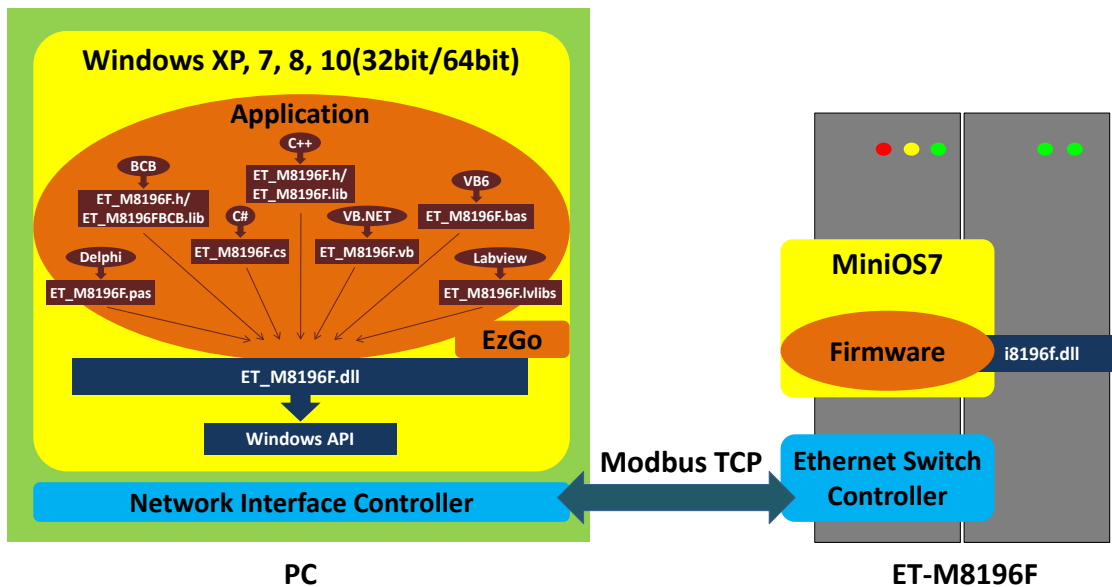 Windows XP, 7, 8, 10(32bit/64bit)
Application
C++
ET_M8196F.h/
ET_M8196F.lib
BCB
ET_M8196F.h/
ET_M8196FBCB.lib
VB6
ET_M8196F.bas
C#
ET_M8196F.cs
VB.NET
ET_M8196F.vb
Delphi
ET_M8196F.pas
Labview
ET_M8196F.lvlibs
EzGo
ET_M8196F.dll
Windows API
Network Interface Controller
PC
Modbus TCP
MiniOS7
Firmware
i8196f.dll
Ethernet Switch
Controller
ET-M8196F